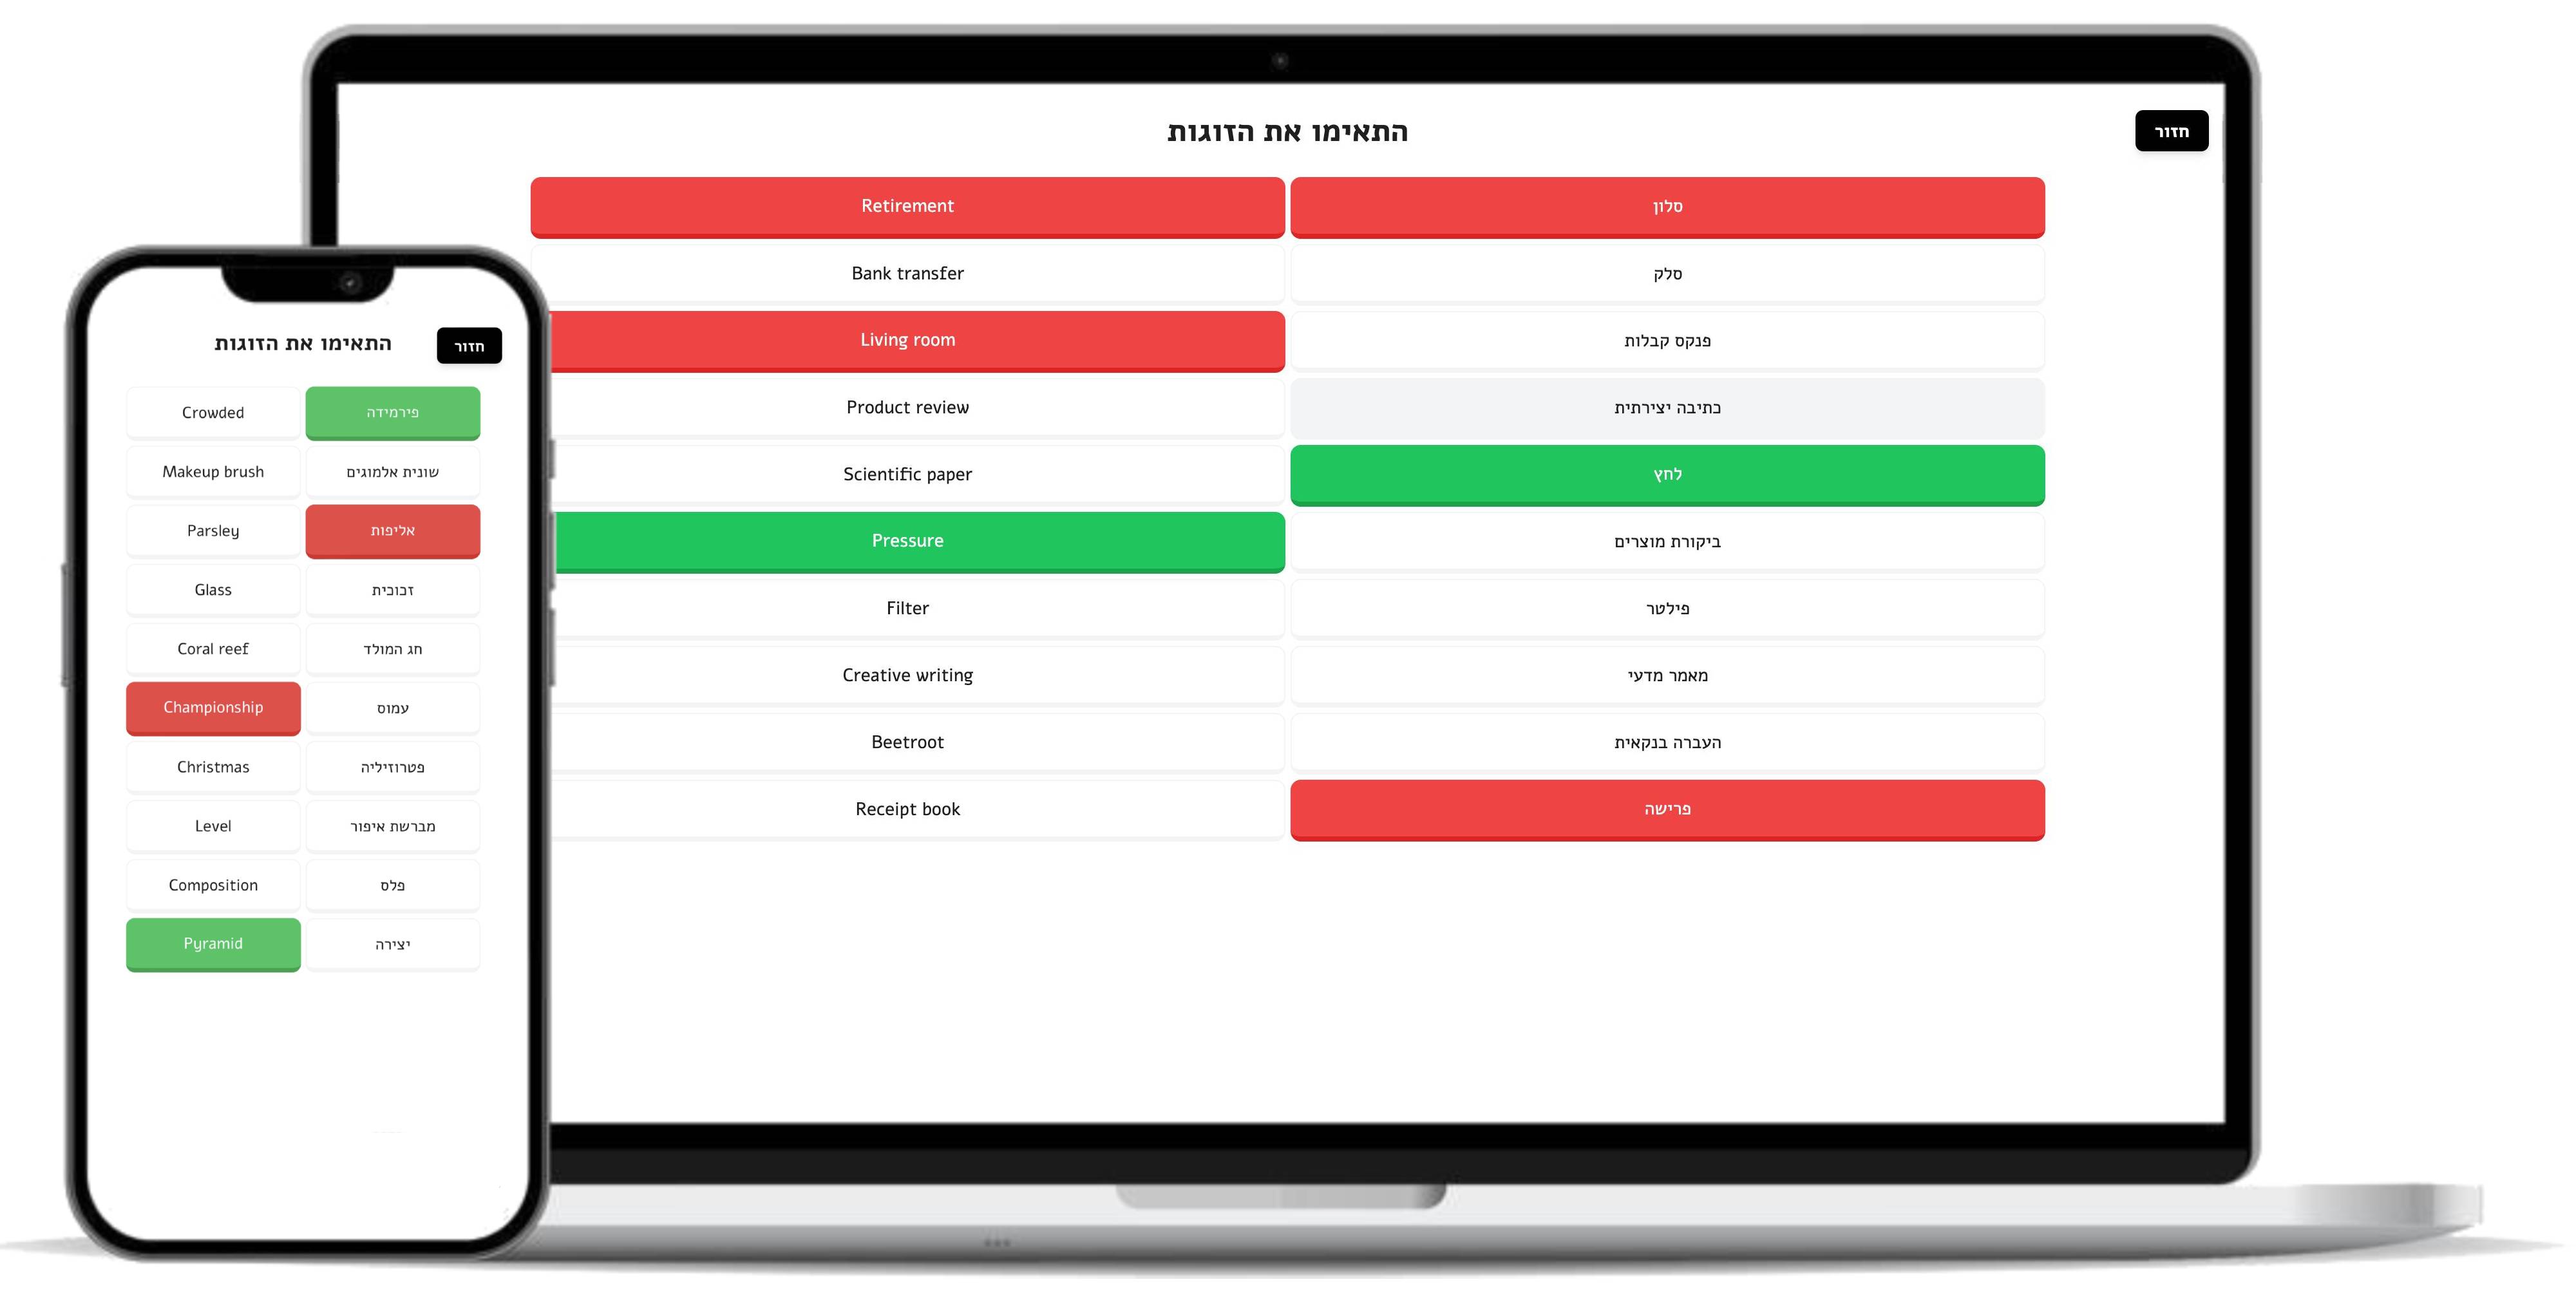 התאימו את הזוגות
חזור
Retirement
סלון
Bank transfer
סלק
Living room
פנקס קבלות
Product review
כתיבה יצירתית
Scientific paper
לחץ
Pressure
ביקורת מוצרים
Filter
פילטר
Creative writing
מאמר מדעי
Beetroot
העברה בנקאית
Receipt book
פרישה
התאימו את הזוגות
חזור
Crowded
פירמידה
Makeup brush
שונית אלמוגים
Parsley
אליפות
Glass
זכוכית
Coral reef
חג המולד
Championship
עמוס
Christmas
פטרוזיליה
Level
מברשת איפור
Composition
פלס
Pyramid
יצירה